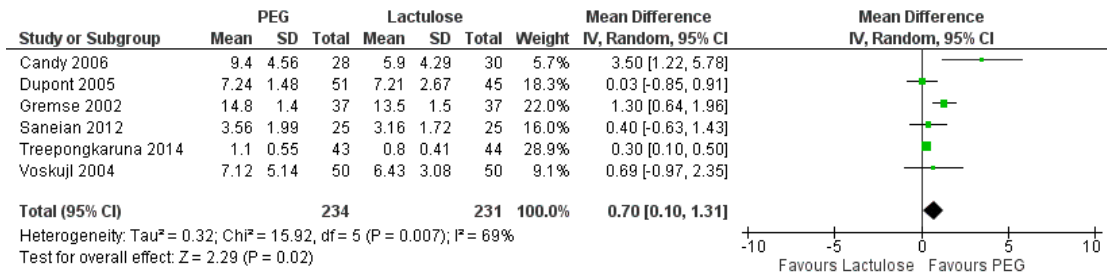 PEG Lactulose Mean Difference Mean Difference
Study or Subgroup Mean SD Total Mean SD Total Weight IV, Random, 95% CI IV, Random, 95% CI
Candy 2006 9.4 4.56 28 5.9 4.29 30 5.7% 3.50 [1.22, 5.78]
Dupont 2005 7.24 1.48 51 7.21 2.67 45 18.3% 0.03 [-0.85, 0.91]
Gremse 2002 14.8 1.4 37 13.5 1.5 37 22.0% 1.30 [0.64, 1.96]
Saneian 2012 3.56 1.99 25 3.16 1.72 25 16.0% 0.40 [-0.63, 1.43]
Treepongkaruna 2014 1.1 0.55 43 0.8 0.41 44 28.9% 0.30 [0.10, 0.50]
Voskujl 2004 7.12 5.14 50 6.43 3.08 50 9.1% 0.69 [-0.97, 2.35]
Total (95% CI) 234 231 100.0% 0.70 [0.10, 1.31]
Heterogeneity: Tau² = 0.32; Chi² = 15.92, df = 5 (P = 0.007); I² = 69%
Test for overall effect: Z = 2.29 (P = 0.02)
-10 -5 0 5 10
Favours Lactulose Favours PEG